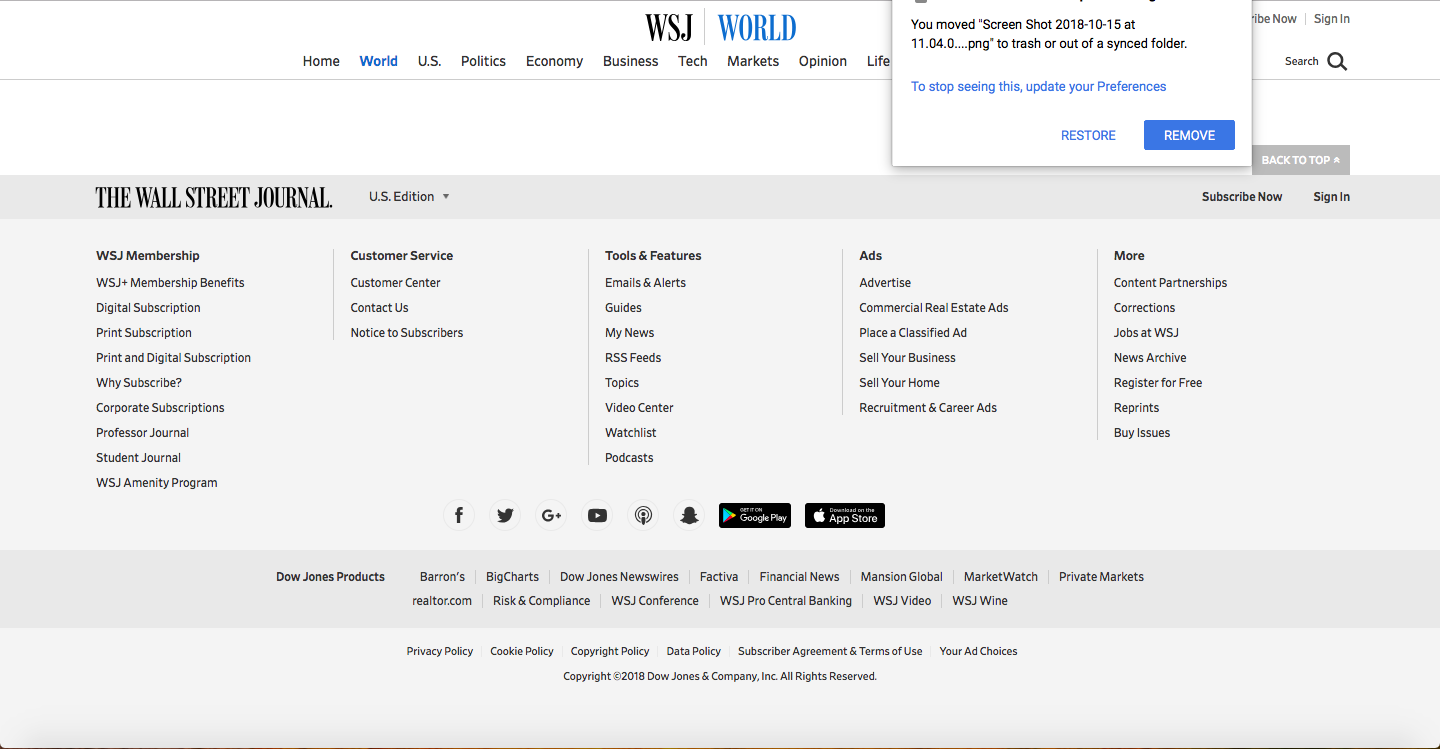 WSJ WORLD
ibe Now Sign In
Home World U.S. Politics Economy Business Tech Markets Opinion Life
Search
You moved "Screen Shot 2018-10-15 at
11.04.0....png" to trash or out of a synced folder.
To stop seeing this, update your Preferences
RESTORE REMOVE
BACK TO TOP
THE WALL STREET JOURNAL.
U.S. Edition
Subscribe Now Sign In
WSJ Membership
WSJ+ Membership Benefits
Digital Subscription
Print Subscription
Print and Digital Subscription
Why Subscribe?
Corporate Subscriptions
Professor Journal
Student Journal
WSJ Amenity Program
Customer Service
Customer Center
Contact Us
Notice to Subscribers
Tools & Features
Emails & Alerts
Guides
My News
RSS Feeds
Topics
Video Center
Watchlist
Podcasts
Ads
Advertise
Commercial Real Estate Ads
Place a Classified Ad
Sell Your Business
Sell Your Home
Recruitment & Career Ads
More
Content Partnerships
Corrections
Jobs at WSJ
News Archive
Register for Free
Reprints
Buy Issues
f G+
GET IT ON
Google Play
Download on the
App Store
Dow Jones Products Barron's BigCharts Dow Jones Newswires Factiva Financial News Mansion Global MarketWatch Private Markets
realtor.com Risk & Compliance WSJ Conference WSJ Pro Central Banking WSJ Video WSJ Wine
Privacy Policy Cookie Policy Copyright Policy Data Policy Subscriber Agreement & Terms of Use Your Ad Choices
Copyright ©2018 Dow Jones & Company, Inc. All Rights Reserved.